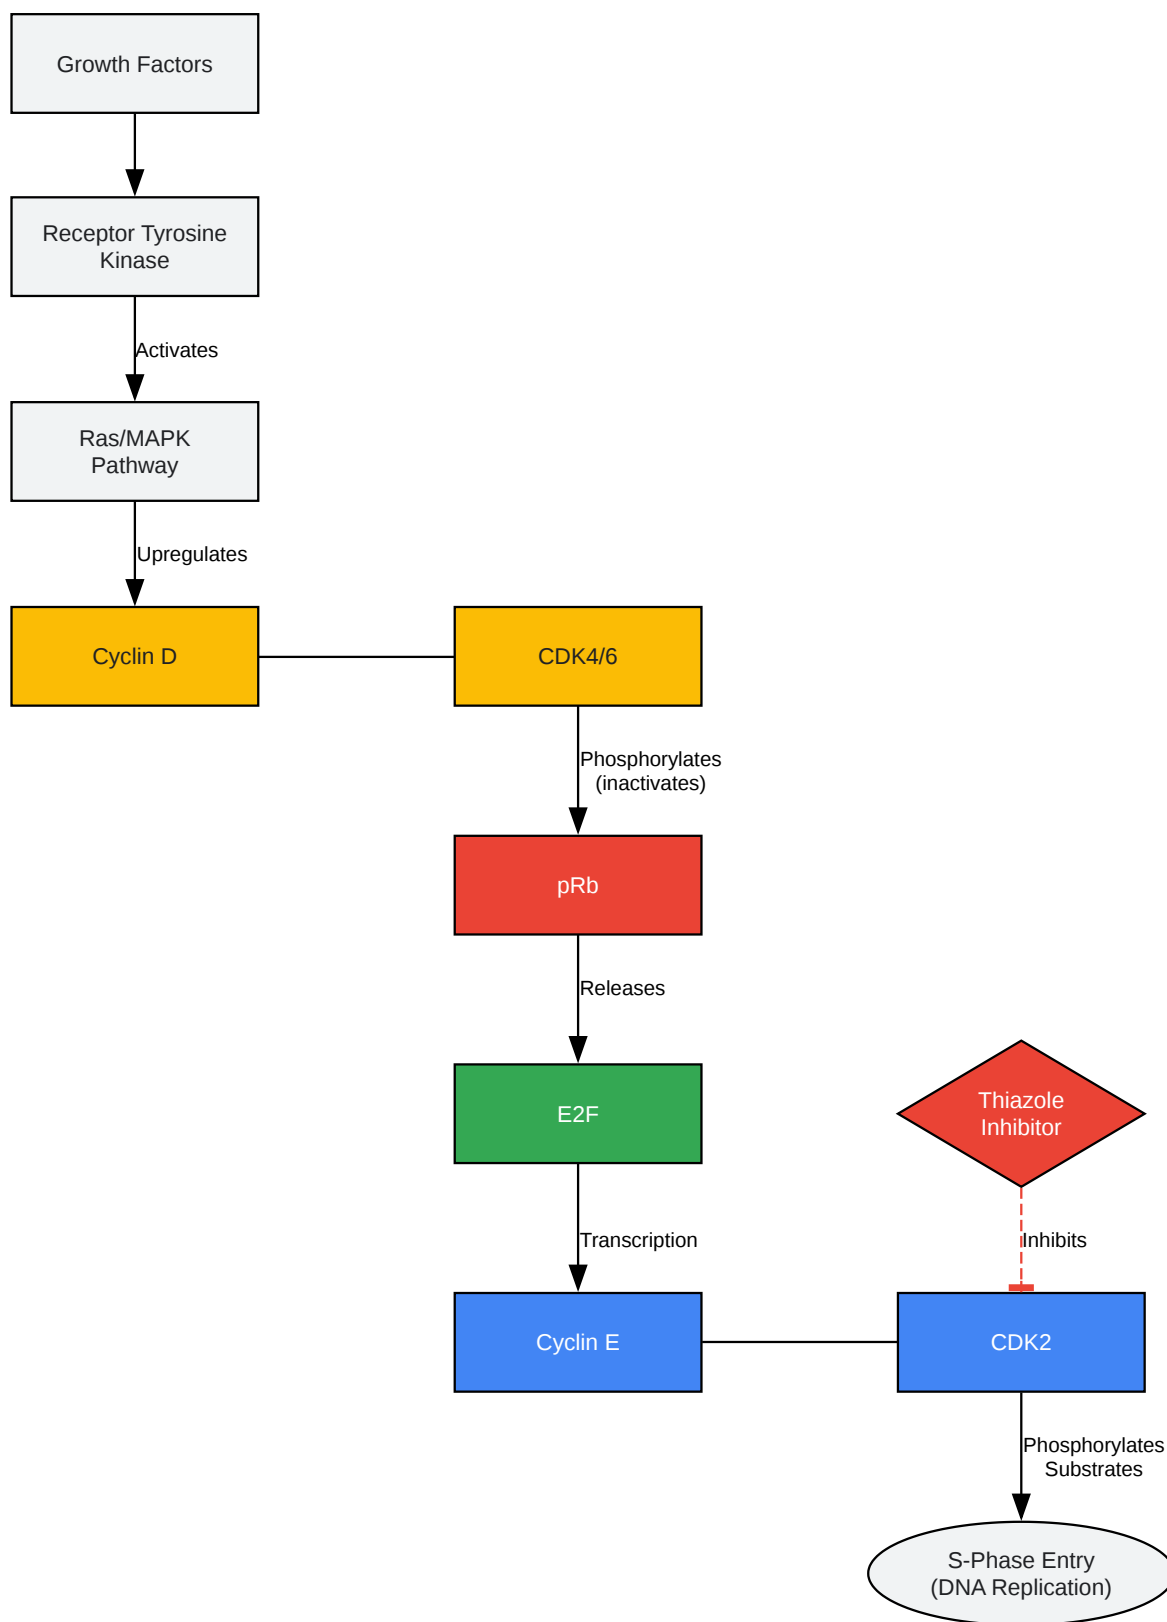 Growth Factors
Receptor Tyrosine
Kinase
Activates
Ras/MAPK
Pathway
Upregulates
Cyclin D
CDK4/6
Phosphorylates
(inactivates)
pRb
Releases
E2F
Thiazole
Inhibitor
Transcription
Inhibits
Cyclin E
CDK2
Phosphorylates
Substrates
S-Phase Entry
(DNA Replication)